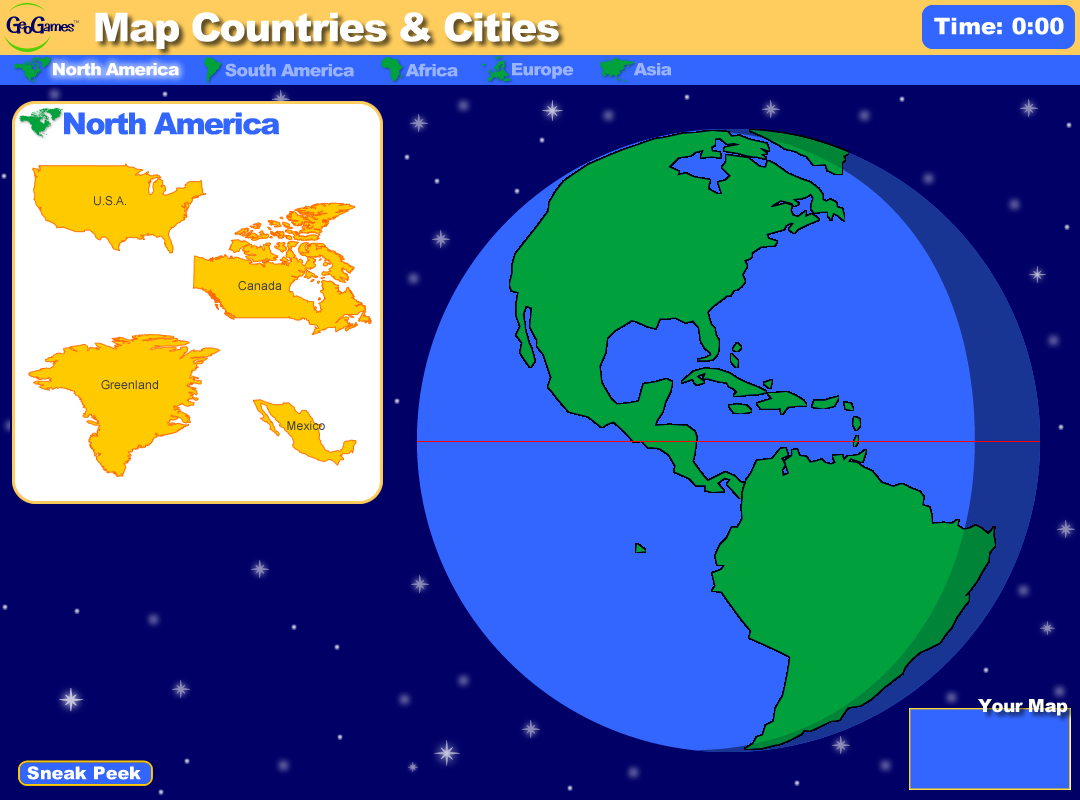 GeoGames™
Map Countries & Cities
Time: 0:00
North America
South America
Africa
Europe
Asia
North America
U.S.A.
Canada
Greenland
Mexico
Your Map
Sneak Peek